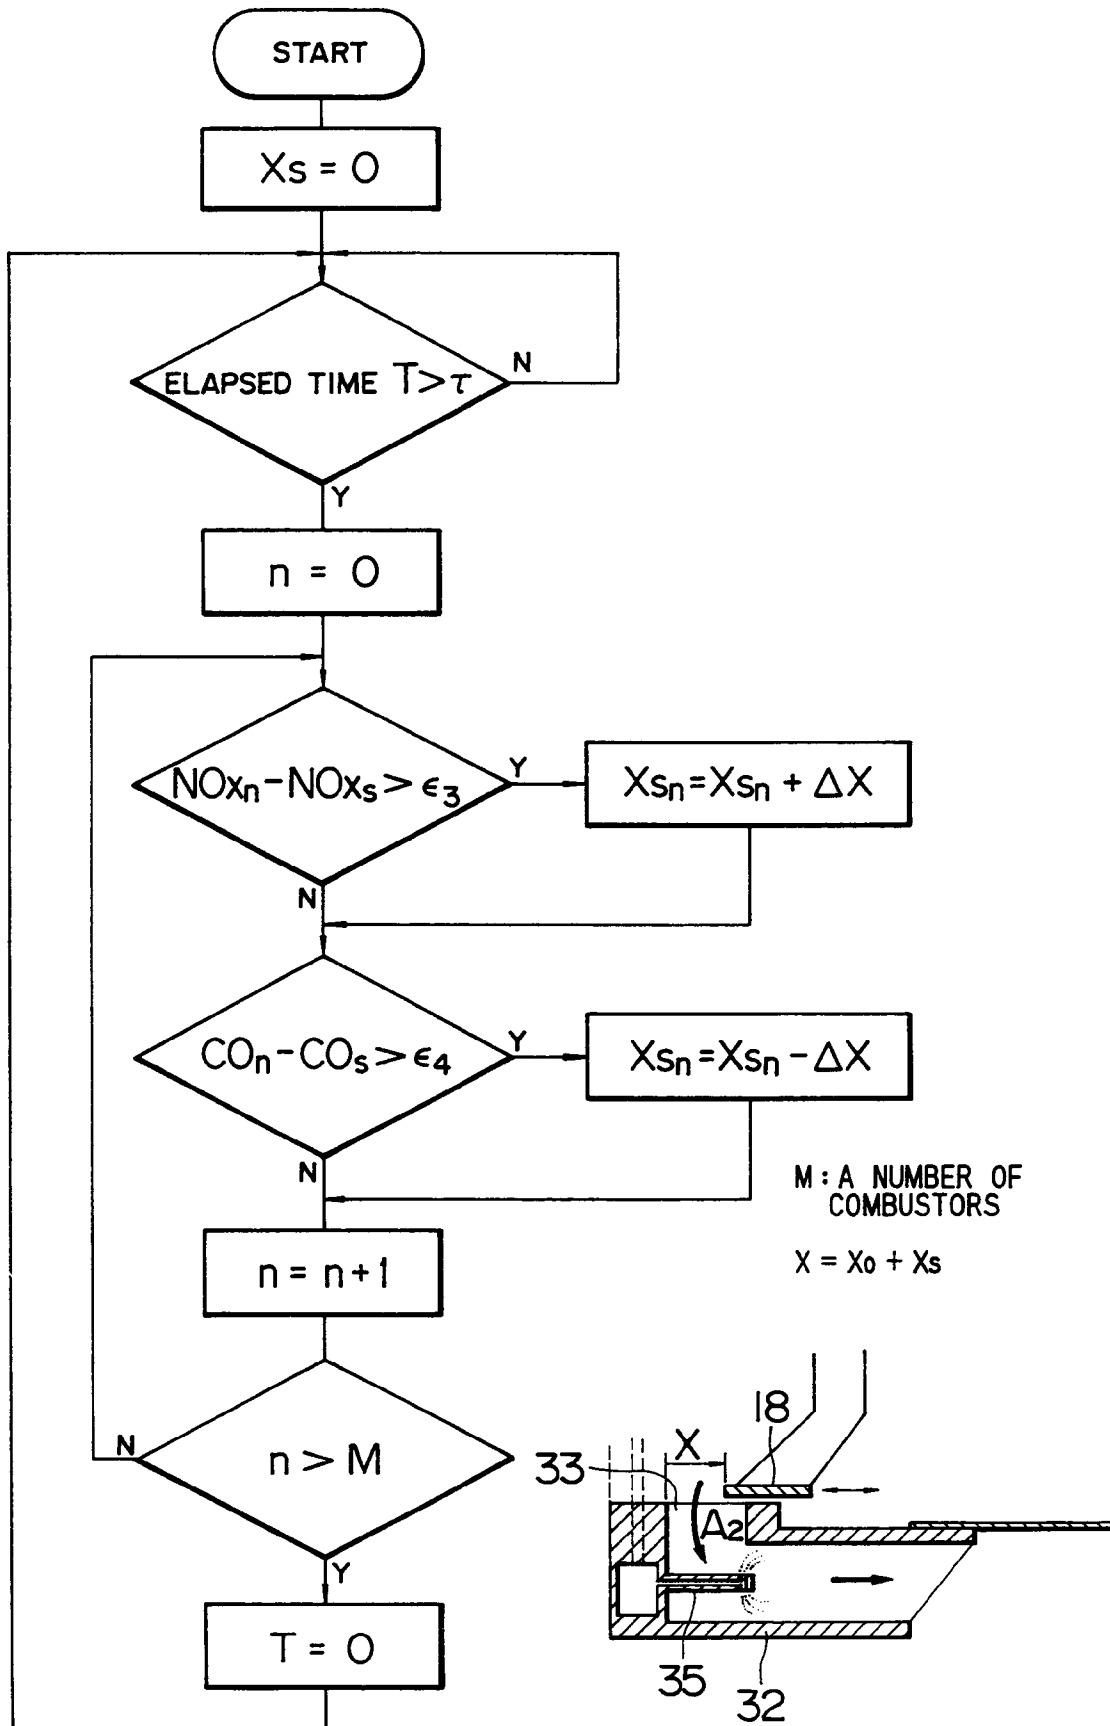 START
Xs = 0
ELAPSED TIME T>τ
N
Y
n = 0
NOxn-NOxs>ϵ3
Y
Xsn=Xsn + ΔX
N
COn-COs>ϵ4
Y
Xsn=Xsn - ΔX
N
M : A NUMBER OF
COMBUSTORS
n = n+1
X = Xo + Xs
n > M
N
Y
T = 0
18
X
33
A2
35
32